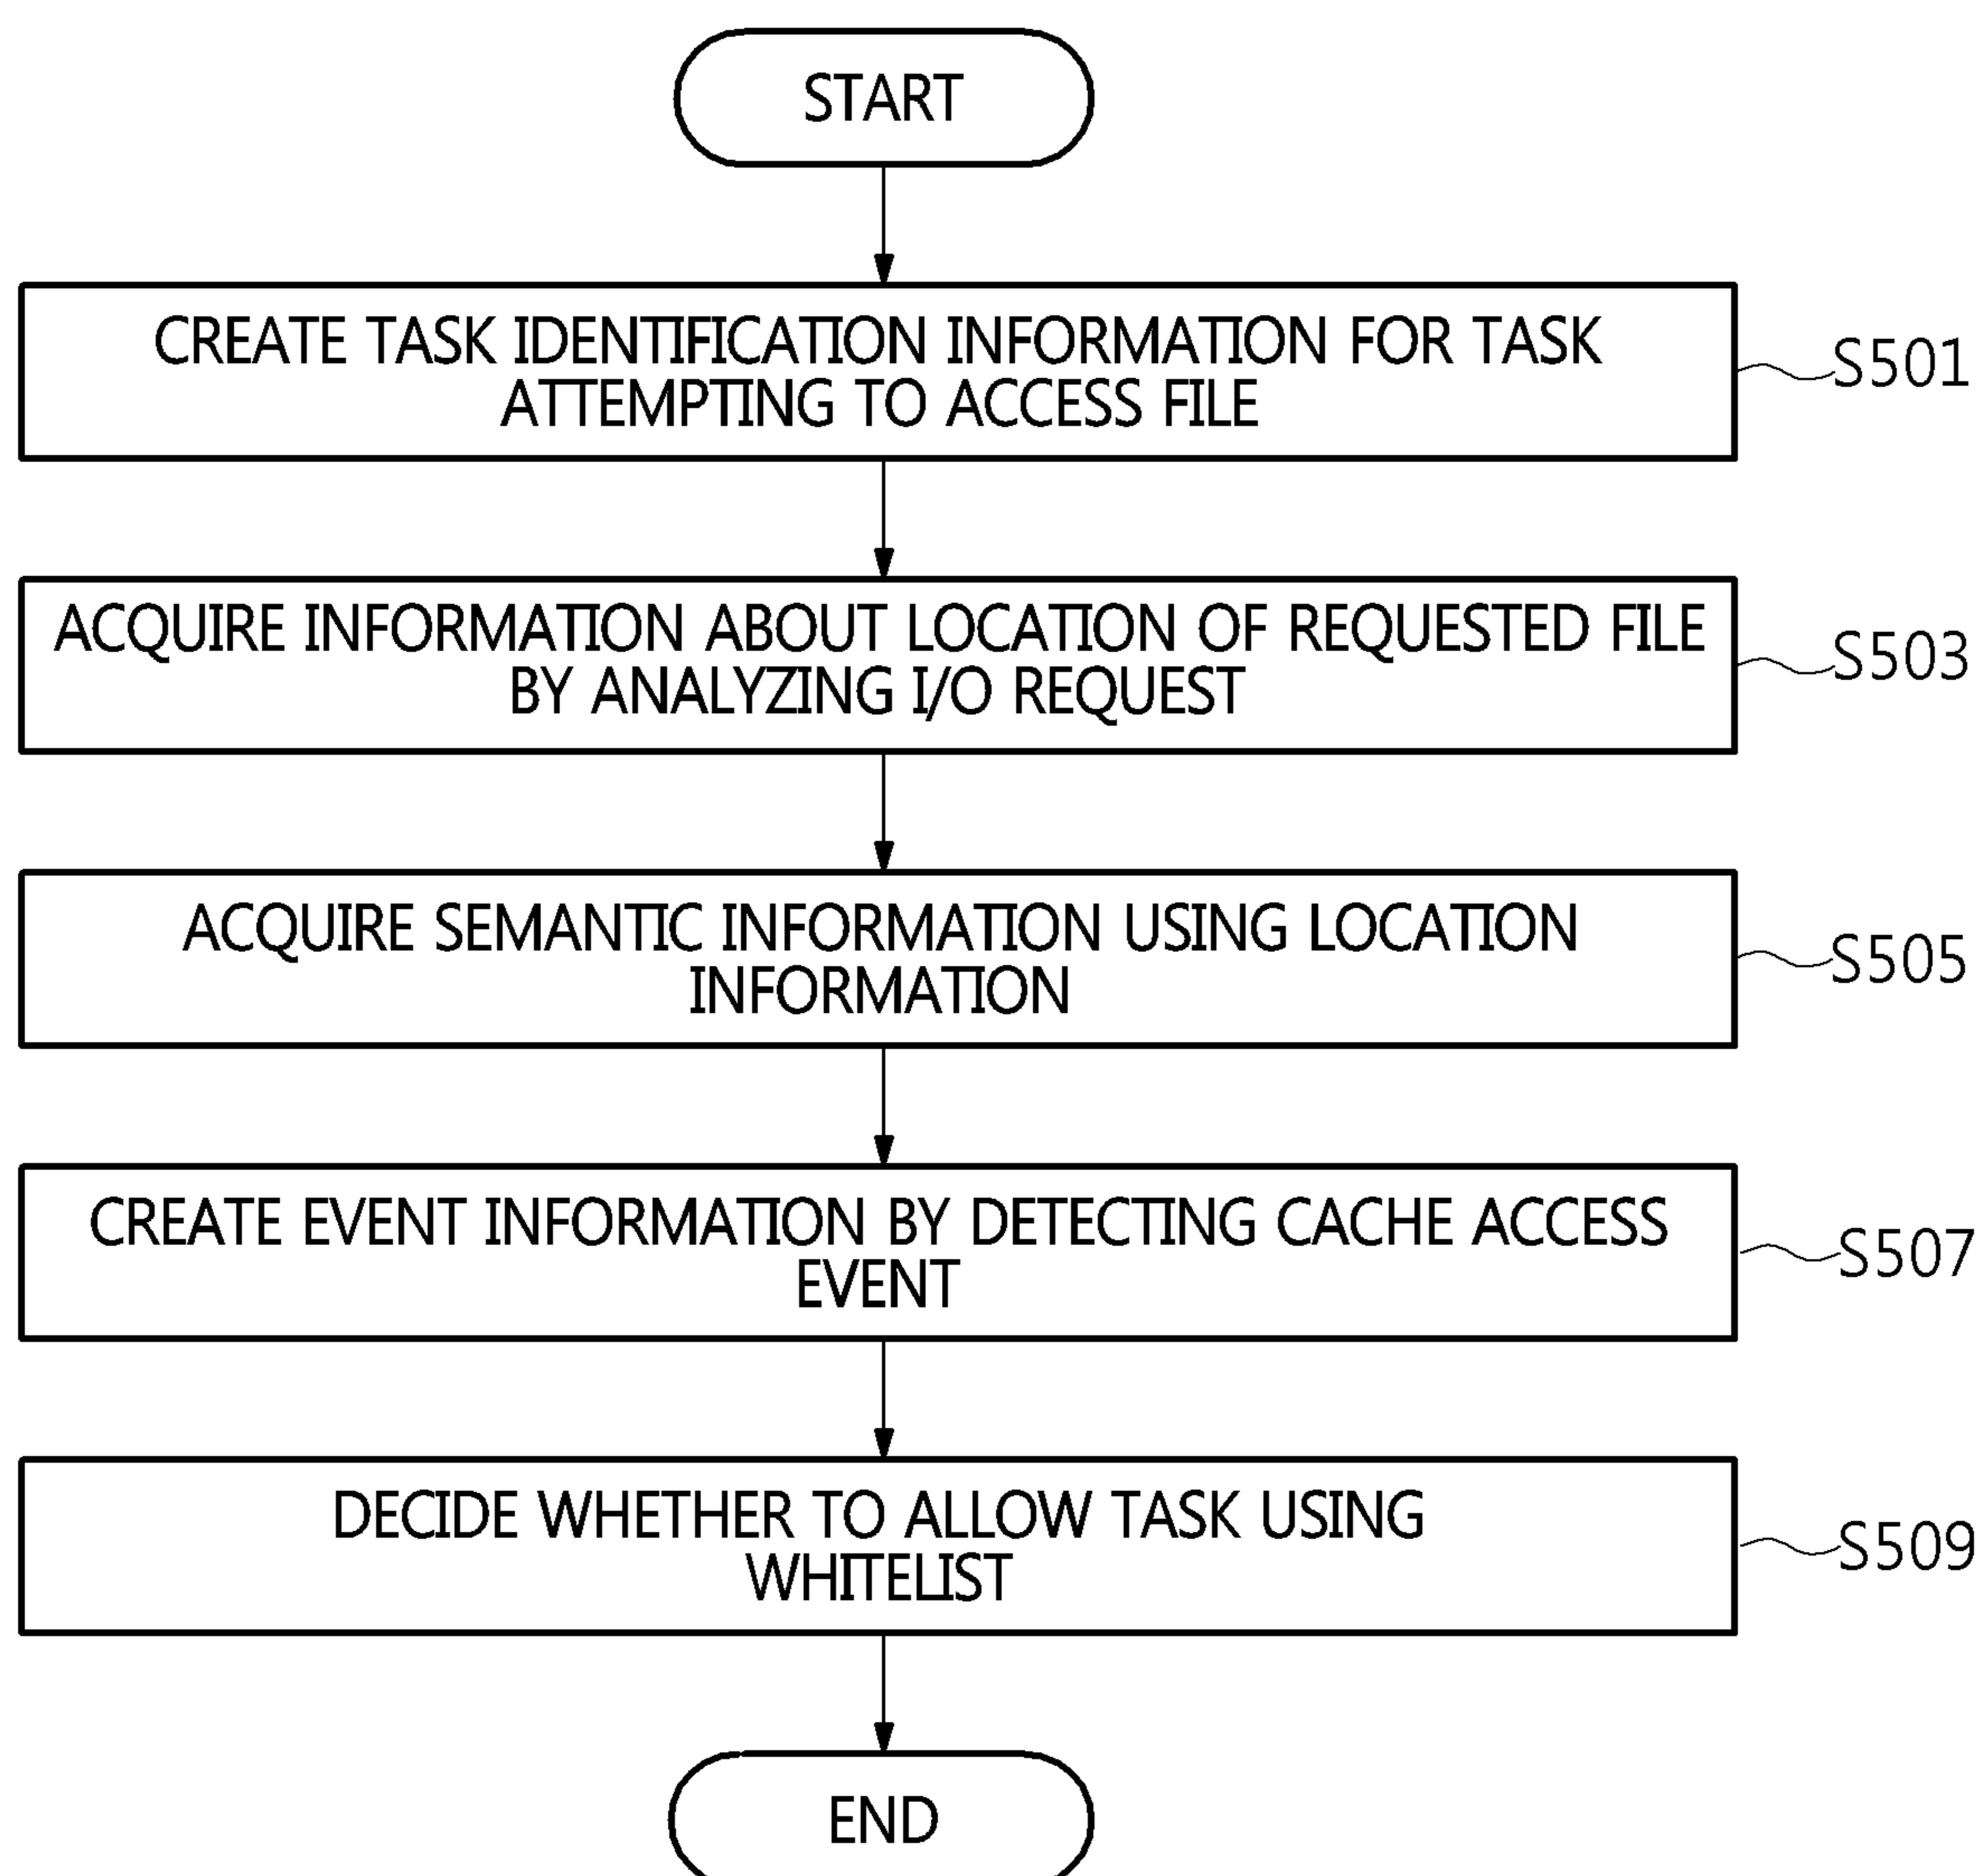 START
CREATE TASK IDENTIFICATION INFORMATION FOR TASK
ATTEMPTING TO ACCESS FILE
S501
ACQUIRE INFORMATION ABOUT LOCATION OF REQUESTED FILE
BY ANALYZING I/O REQUEST
S503
ACQUIRE SEMANTIC INFORMATION USING LOCATION
INFORMATION
S505
CREATE EVENT INFORMATION BY DETECTING CACHE ACCESS
EVENT
S507
DECIDE WHETHER TO ALLOW TASK USING
WHITELIST
S509
END